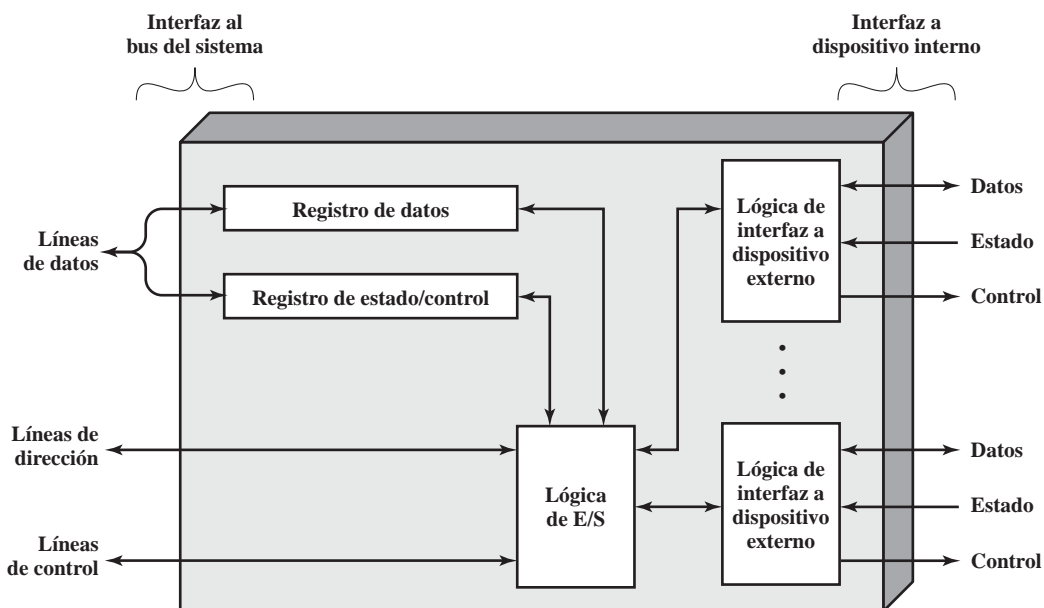 Interfaz al
bus del sistema
Interfaz a
dispositivo interno
Registro de datos
Registro de estado/control
Líneas
de datos
Líneas de
dirección
Líneas
de control
Lógica
de E/S
Lógica de
interfaz a
dispositivo
externo
Datos
Estado
Control
Lógica de
interfaz a
dispositivo
externo
Datos
Estado
Control